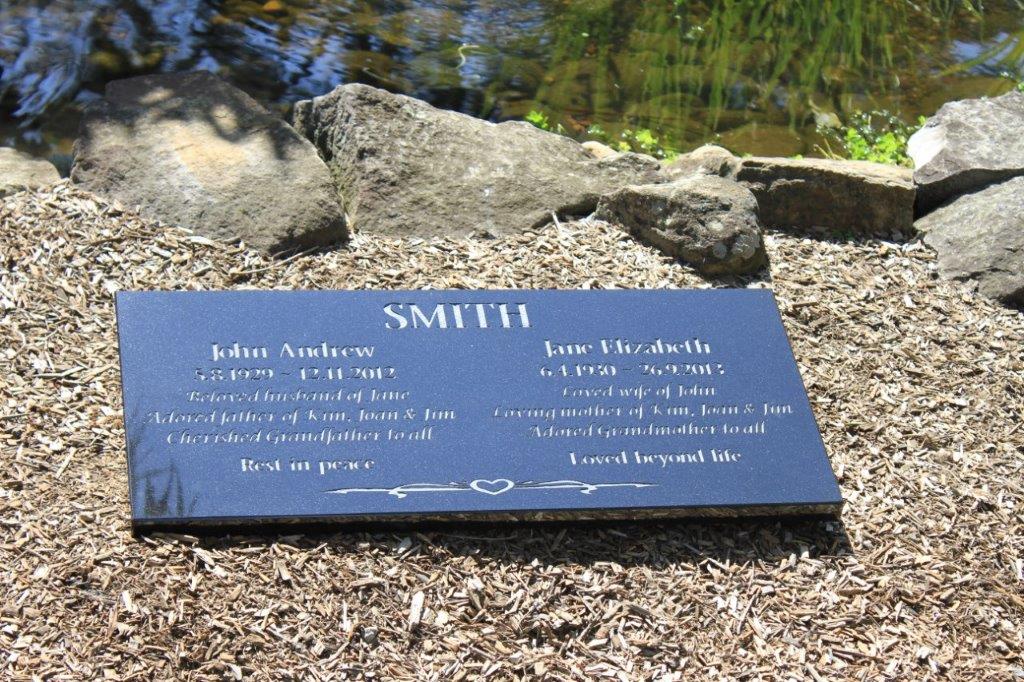 SMITH
John Andrew
5.8.1929 ~ 12.11.2012
Beloved husband of Jane
Adored father of Kim, Joan & Jim
Cherished Grandfather to all
Rest in peace
Jane Elizabeth
6.4.1930 ~ 26.9.2013
Loved wife of John
Loving mother of Kim, Joan & Jim
Adored Grandmother to all
Loved beyond life